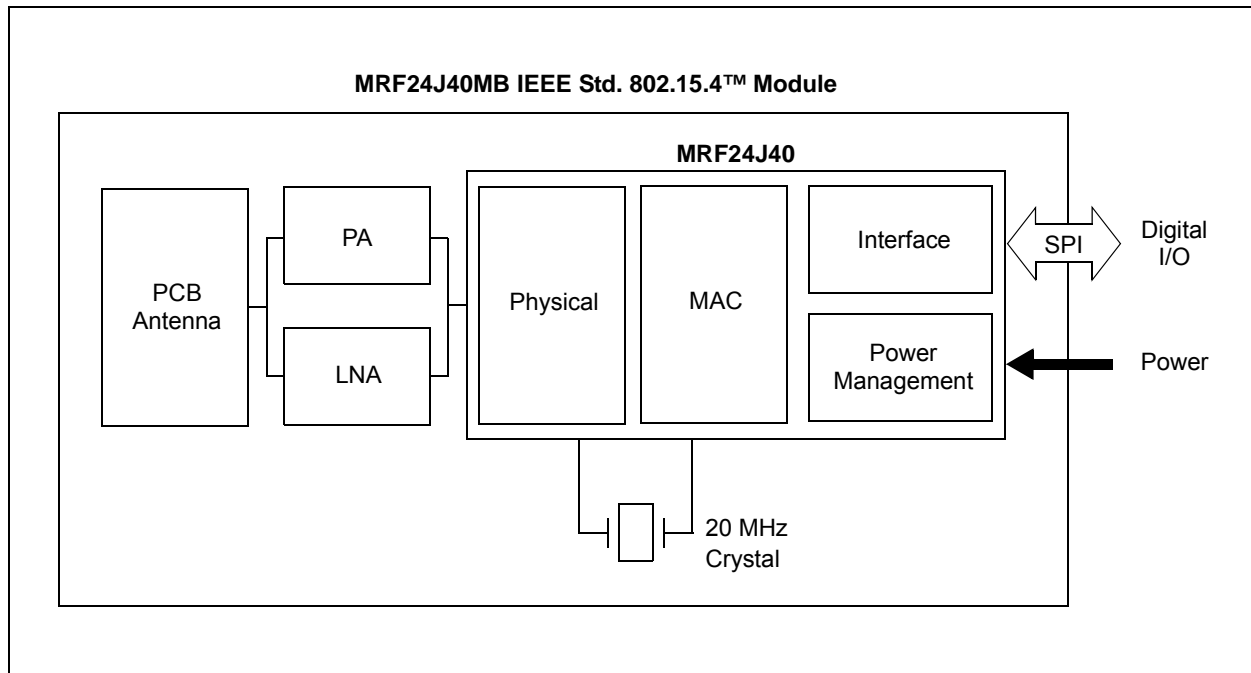 MRF24J40MB IEEE Std. 802.15.4™ Module
MRF24J40
PCB
Antenna
PA
LNA
Physical
MAC
Interface
Power
Management
SPI
Digital
I/O
Power
20 MHz
Crystal